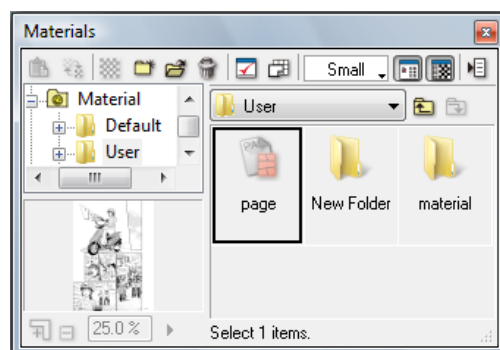 Materials
Small
Material
Default
User
User
page
New Folder
material
25.0 %
Select 1 items.